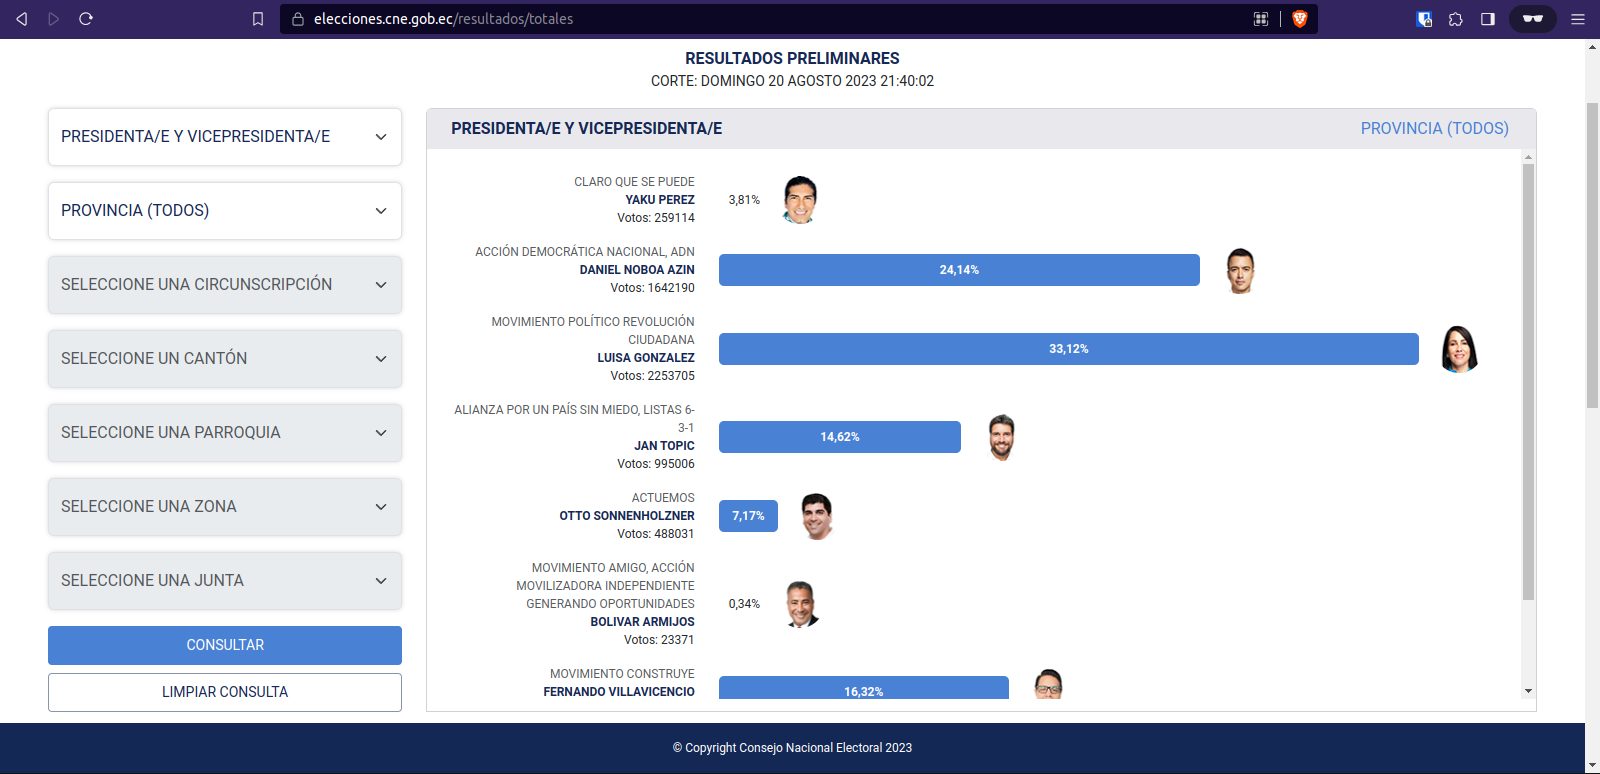 elecciones.cne.gob.ec/resultados/totales
RESULTADOS PRELIMINARES
CORTE: DOMINGO 20 AGOSTO 2023 21:40:02
PRESIDENTA/E Y VICEPRESIDENTA/E
PROVINCIA (TODOS)
SELECCIONE UNA CIRCUNSCRIPCIÓN
SELECCIONE UN CANTÓN
SELECCIONE UNA PARROQUIA
SELECCIONE UNA ZONA
SELECCIONE UNA JUNTA
CONSULTAR
LIMPIAR CONSULTA
PRESIDENTA/E Y VICEPRESIDENTA/E
PROVINCIA (TODOS)
CLARO QUE SE PUEDE
YAKU PEREZ
Votos: 259114
3,81%
ACCIÓN DEMOCRÁTICA NACIONAL, ADN
DANIEL NOBOA AZIN
Votos: 1642190
24,14%
MOVIMIENTO POLÍTICO REVOLUCIÓN
CIUDADANA
LUISA GONZALEZ
Votos: 2253705
33,12%
ALIANZA POR UN PAÍS SIN MIEDO, LISTAS 6-
3-1
JAN TOPIC
Votos: 995006
14,62%
ACTUEMOS
OTTO SONNENHOLZNER
Votos: 488031
7,17%
MOVIMIENTO AMIGO, ACCIÓN
MOVILIZADORA INDEPENDIENTE
GENERANDO OPORTUNIDADES
BOLIVAR ARMIJOS
Votos: 23371
0,34%
MOVIMIENTO CONSTRUYE
FERNANDO VILLAVICENCIO
16,32%
© Copyright Consejo Nacional Electoral 2023